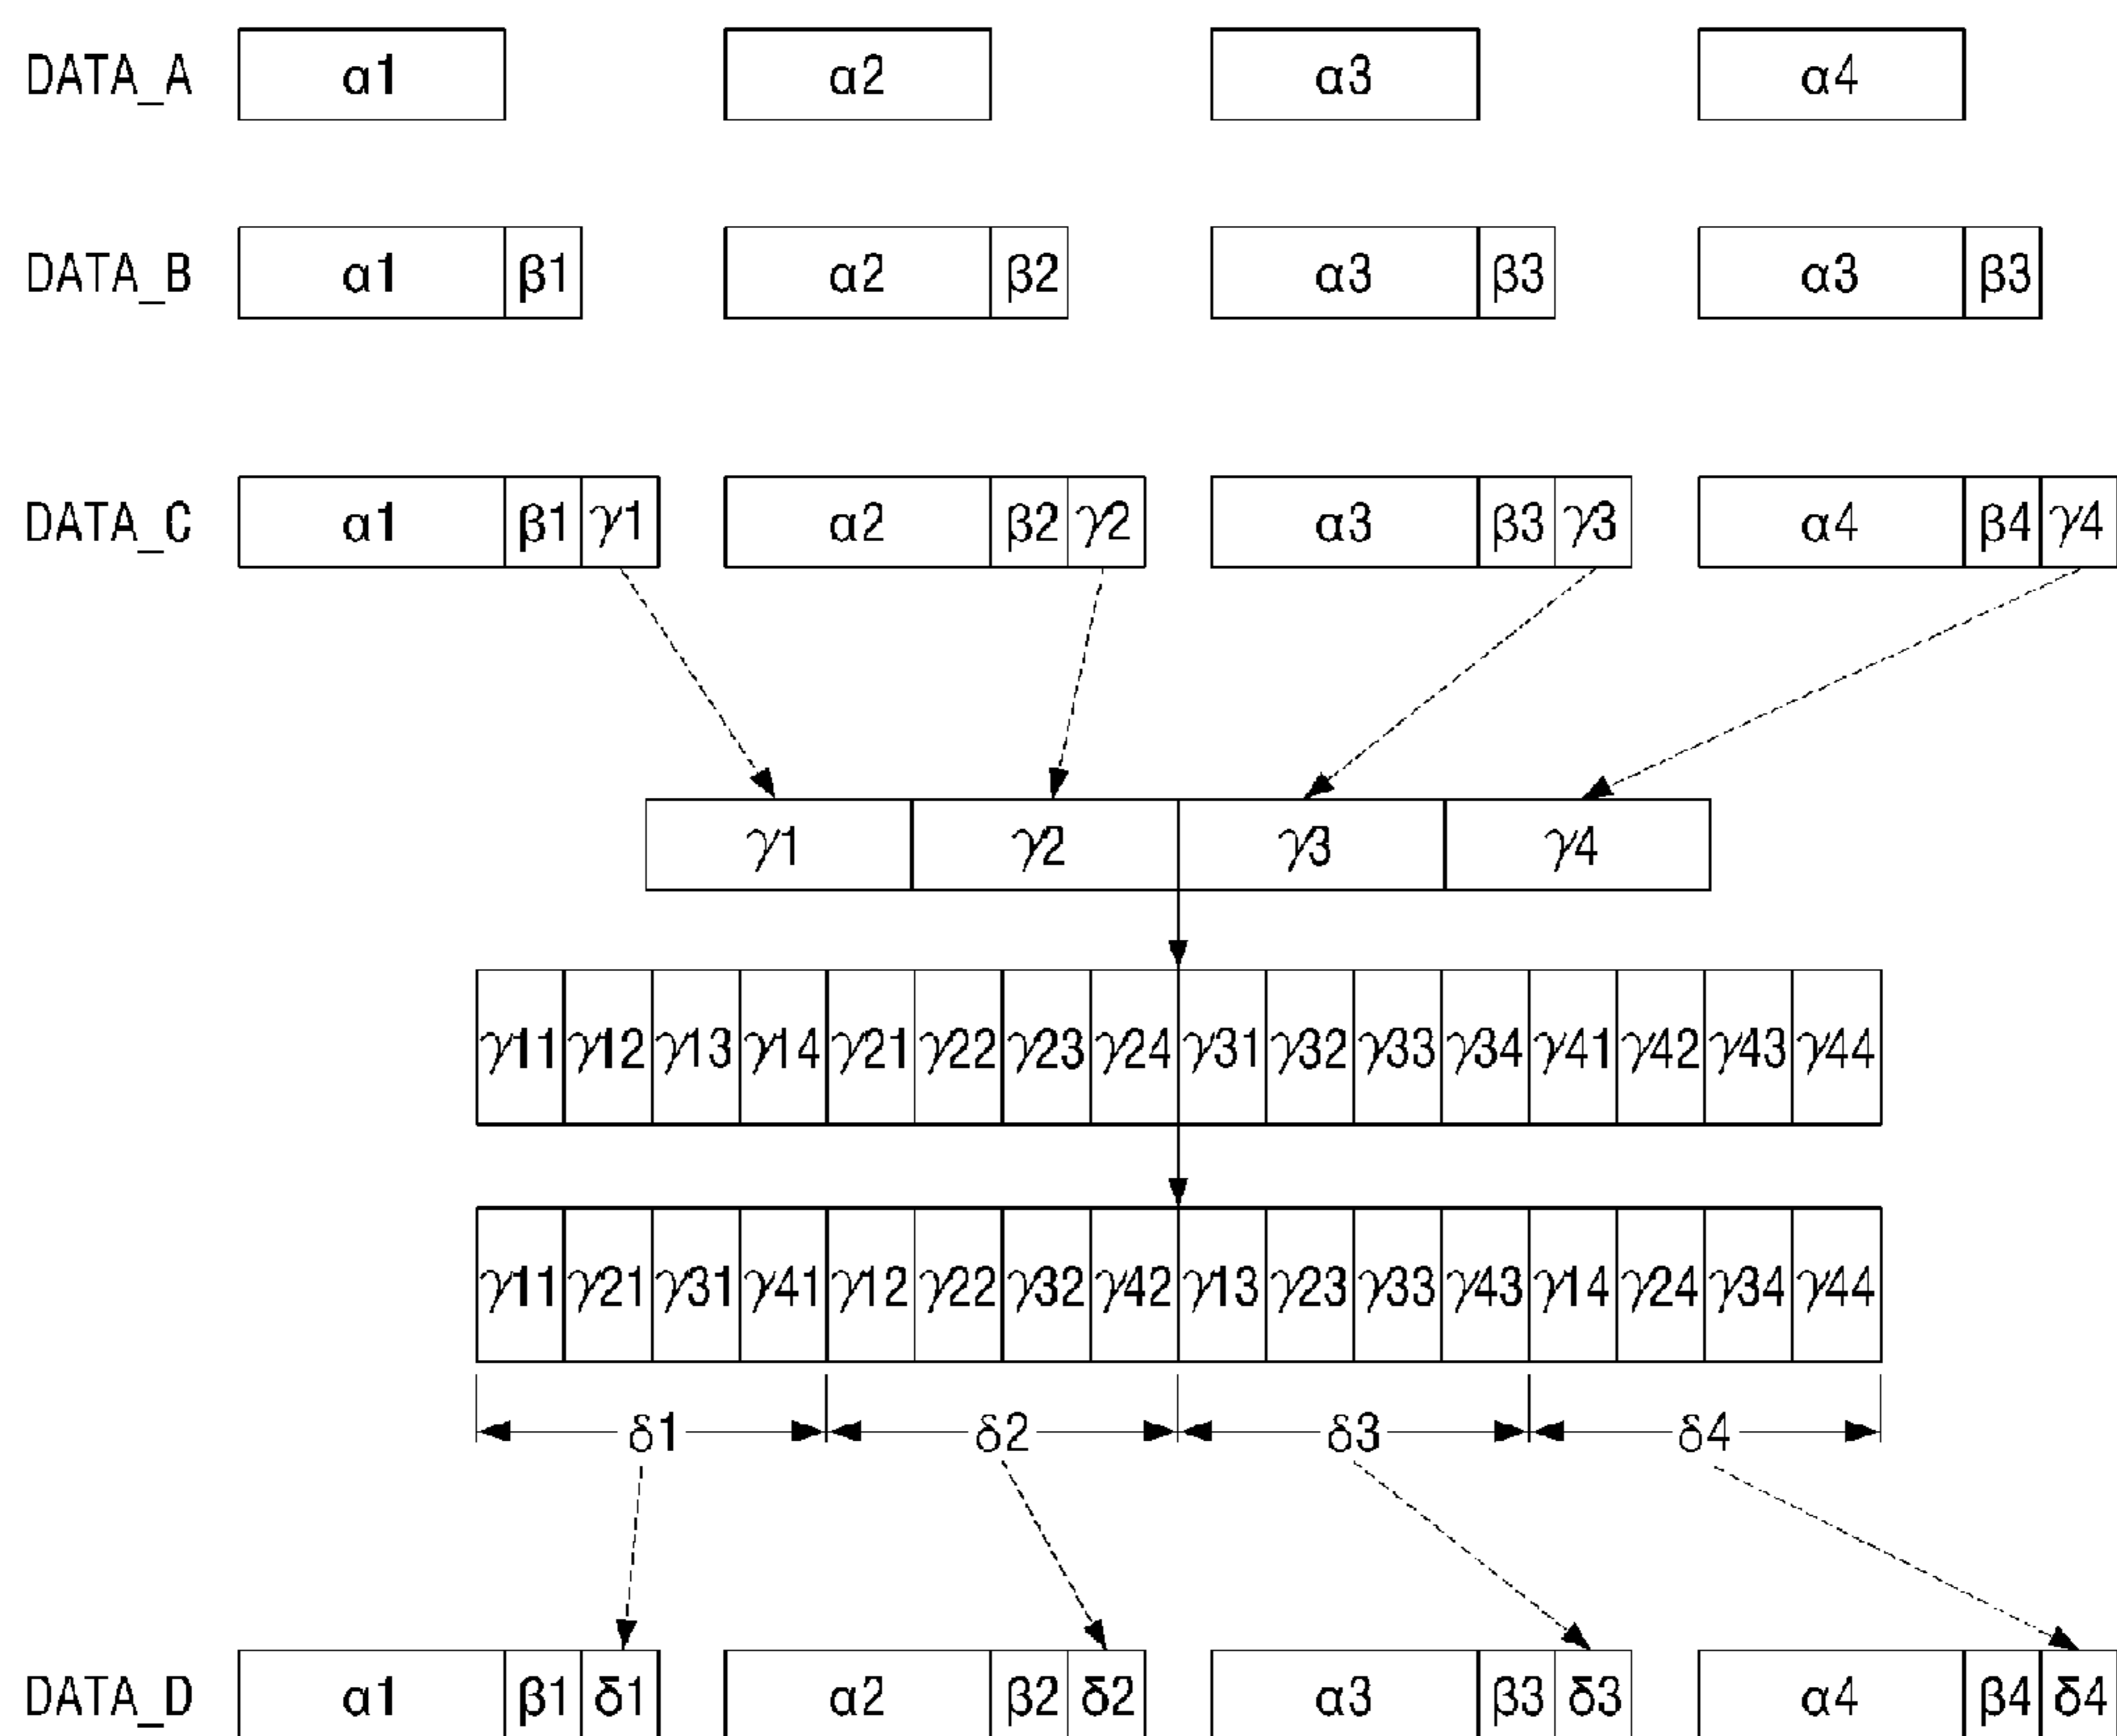 DATA_A α1 α2 α3 α4
DATA_B α1 β1 α2 β2 α3 β3 α3 β3
DATA_C α1 β1 γ1 α2 β2 γ2 α3 β3 γ3 α4 β4 γ4
γ1 γ2 γ3 γ4
γ11 γ12 γ13 γ14 γ21 γ22 γ23 γ24 γ31 γ32 γ33 γ34 γ41 γ42 γ43 γ44
γ11 γ21 γ31 γ41 γ12 γ22 γ32 γ42 γ13 γ23 γ33 γ43 γ14 γ24 γ34 γ44
δ1 δ2 δ3 δ4
DATA_D α1 β1 δ1 α2 β2 δ2 α3 β3 δ3 α4 β4 δ4